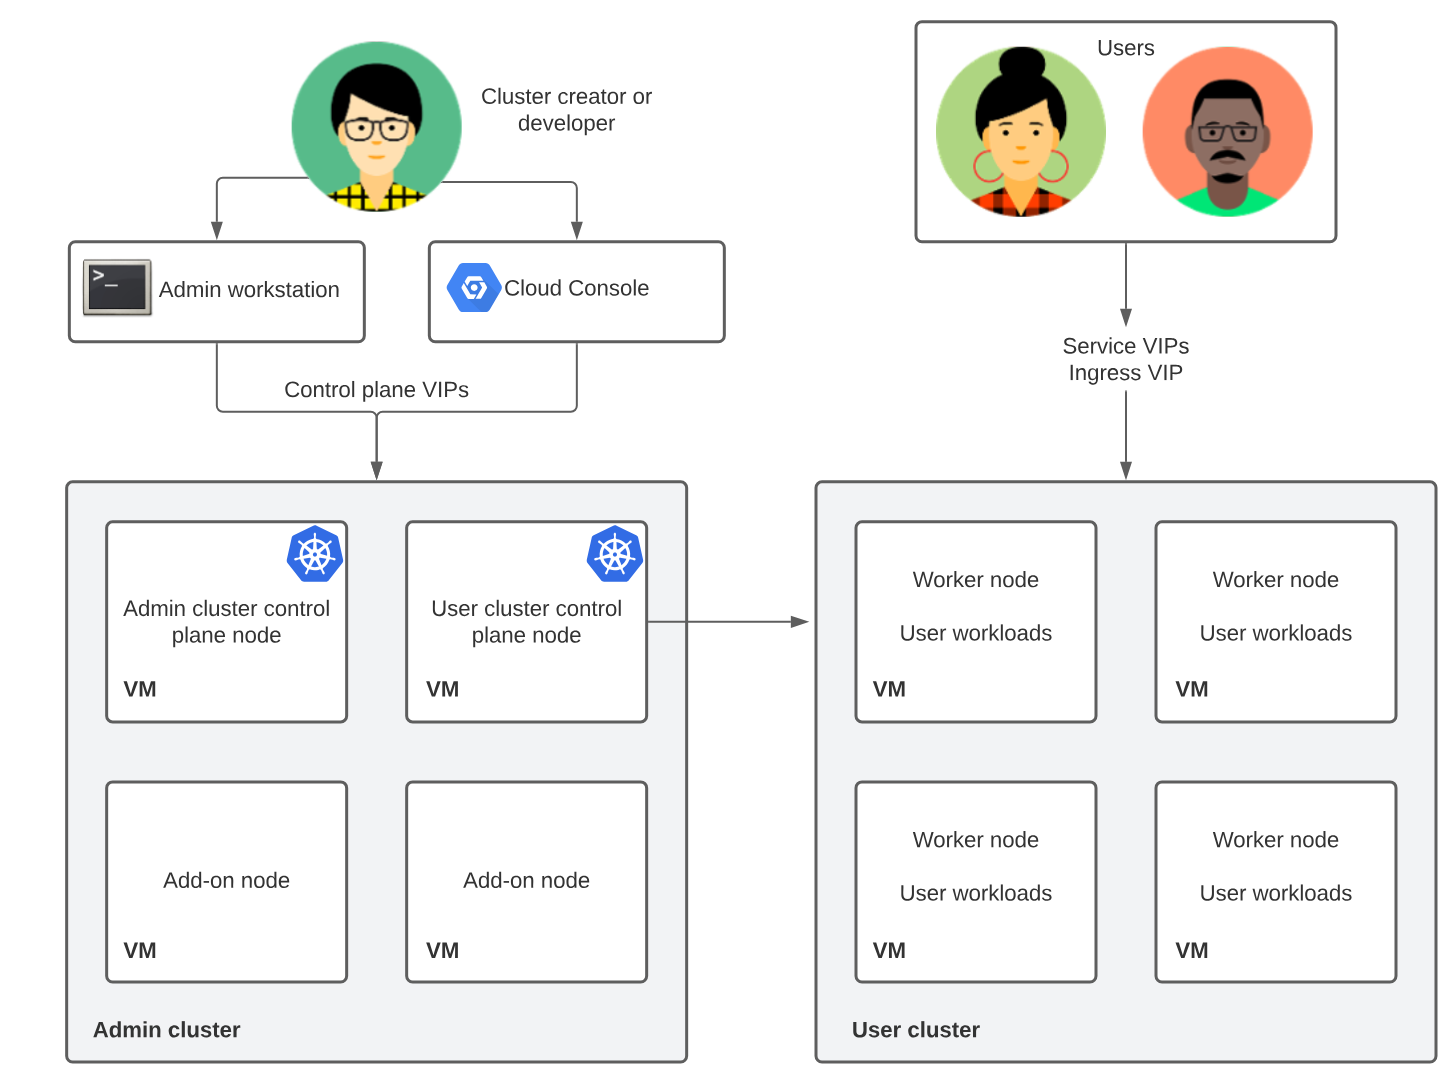 Cluster creator or
developer
Users
>_
Admin workstation
Cloud Console
Control plane VIPs
Service VIPs
Ingress VIP
Admin cluster control
plane node
VM
User cluster control
plane node
VM
Add-on node
VM
Add-on node
VM
Admin cluster
Worker node
User workloads
VM
Worker node
User workloads
VM
Worker node
User workloads
VM
Worker node
User workloads
VM
User cluster